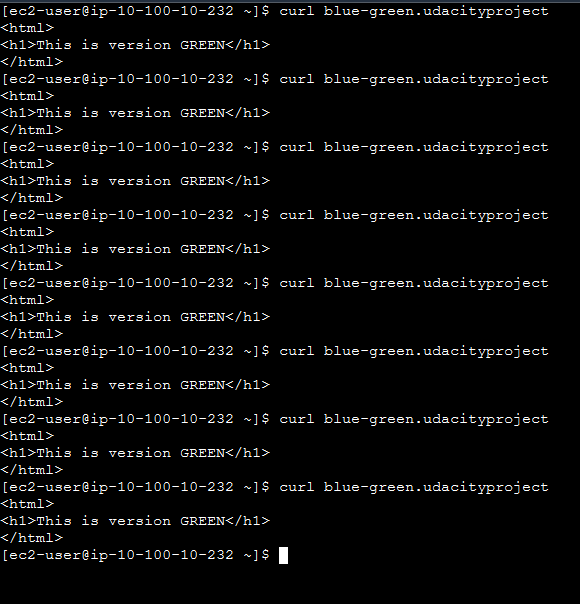 [ec2-user@ip-10-100-10-232 ~]$ curl blue-green.udacityproject
<html>
<h1>This is version GREEN</h1>
</html>
[ec2-user@ip-10-100-10-232 ~]$ curl blue-green.udacityproject
<html>
<h1>This is version GREEN</h1>
</html>
[ec2-user@ip-10-100-10-232 ~]$ curl blue-green.udacityproject
<html>
<h1>This is version GREEN</h1>
</html>
[ec2-user@ip-10-100-10-232 ~]$ curl blue-green.udacityproject
<html>
<h1>This is version GREEN</h1>
</html>
[ec2-user@ip-10-100-10-232 ~]$ curl blue-green.udacityproject
<html>
<h1>This is version GREEN</h1>
</html>
[ec2-user@ip-10-100-10-232 ~]$ curl blue-green.udacityproject
<html>
<h1>This is version GREEN</h1>
</html>
[ec2-user@ip-10-100-10-232 ~]$ curl blue-green.udacityproject
<html>
<h1>This is version GREEN</h1>
</html>
[ec2-user@ip-10-100-10-232 ~]$ curl blue-green.udacityproject
<html>
<h1>This is version GREEN</h1>
</html>
[ec2-user@ip-10-100-10-232 ~]$